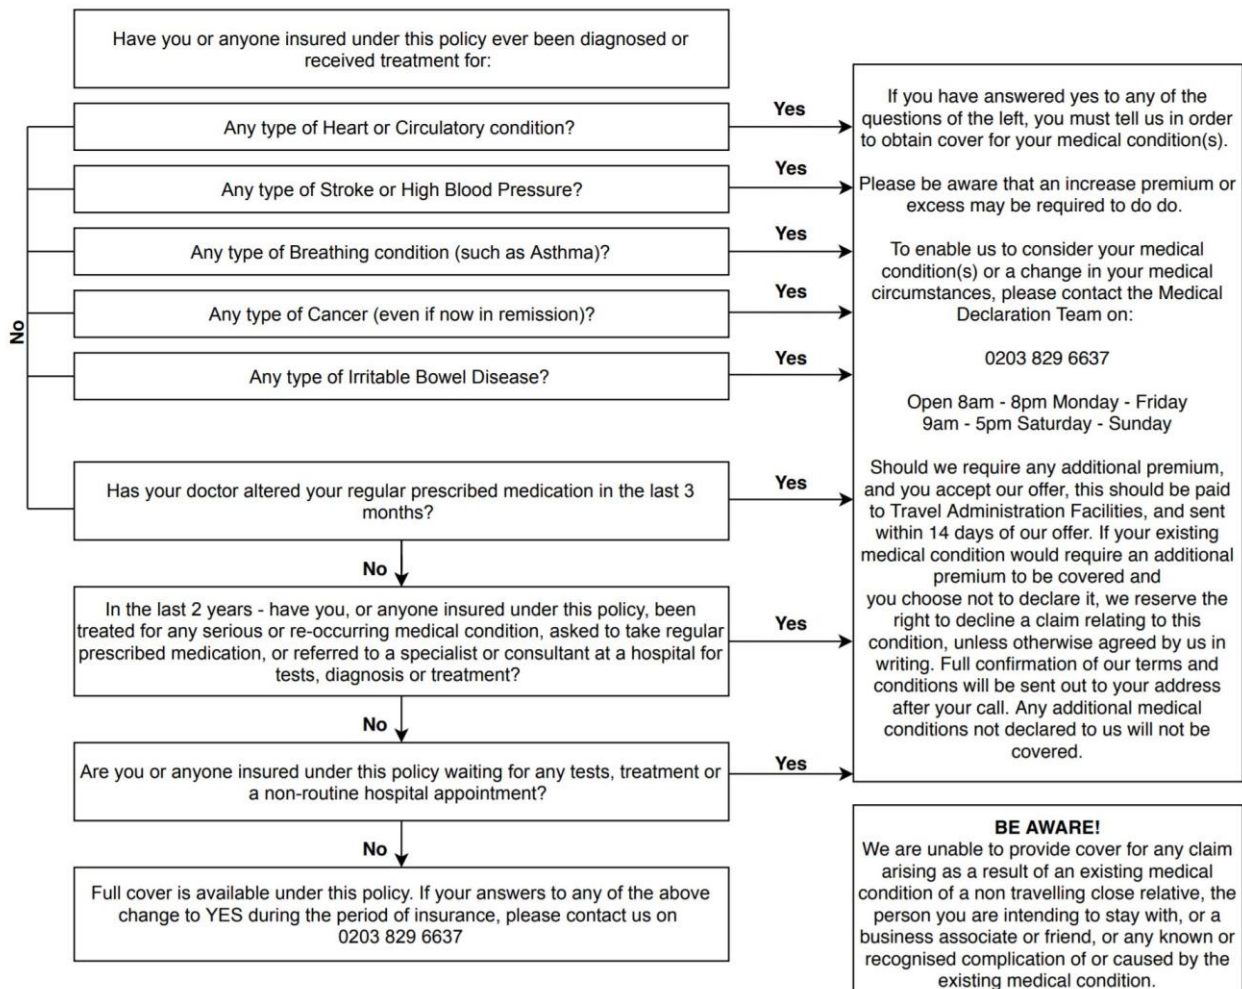 Have you or anyone insured under this policy ever been diagnosed or
received treatment for:
Any type of Heart or Circulatory condition?
Yes
Any type of Stroke or High Blood Pressure?
Yes
Any type of Breathing condition (such as Asthma)?
Yes
Any type of Cancer (even if now in remission)?
Yes
Any type of Irritable Bowel Disease?
Yes
No
Has your doctor altered your regular prescribed medication in the last 3
months?
Yes
No
In the last 2 years - have you, or anyone insured under this policy, been
treated for any serious or re-occurring medical condition, asked to take regular
prescribed medication, or referred to a specialist or consultant at a hospital for
tests, diagnosis or treatment?
Yes
No
Are you or anyone insured under this policy waiting for any tests, treatment or
a non-routine hospital appointment?
Yes
No
Full cover is available under this policy. If your answers to any of the above
change to YES during the period of insurance, please contact us on
0203 829 6637
If you have answered yes to any of the
questions of the left, you must tell us in order
to obtain cover for your medical condition(s).
Please be aware that an increase premium or
excess may be required to do do.
To enable us to consider your medical
condition(s) or a change in your medical
circumstances, please contact the Medical
Declaration Team on:
0203 829 6637
Open 8am - 8pm Monday - Friday
9am - 5pm Saturday - Sunday
Should we require any additional premium,
and you accept our offer, this should be paid
to Travel Administration Facilities, and sent
within 14 days of our offer. If your existing
medical condition would require an additional
premium to be covered and
you choose not to declare it, we reserve the
right to decline a claim relating to this
condition, unless otherwise agreed by us in
writing. Full confirmation of our terms and
conditions will be sent out to your address
after your call. Any additional medical
conditions not declared to us will not be
covered.
BE AWARE!
We are unable to provide cover for any claim
arising as a result of an existing medical
condition of a non travelling close relative, the
person you are intending to stay with, or a
business associate or friend, or any known or
recognised complication of or caused by the
existing medical condition.